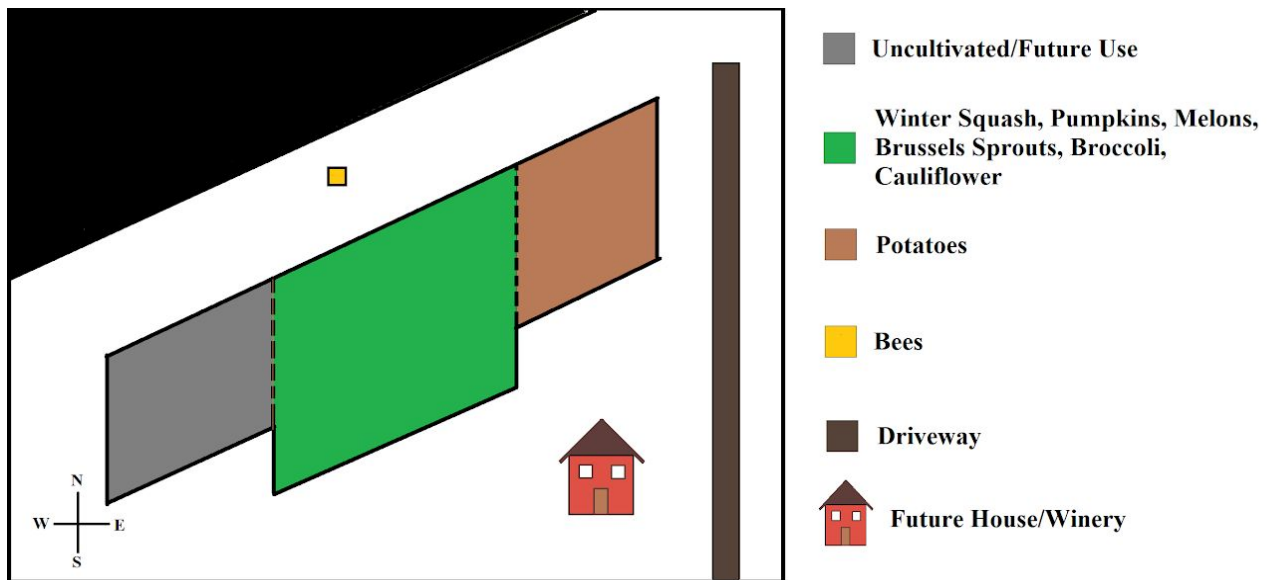 Uncultivated/Future Use
Winter Squash, Pumpkins, Melons,
Brussels Sprouts, Broccoli,
Cauliflower
Potatoes
Bees
Driveway
Future House/Winery
N
W E
S